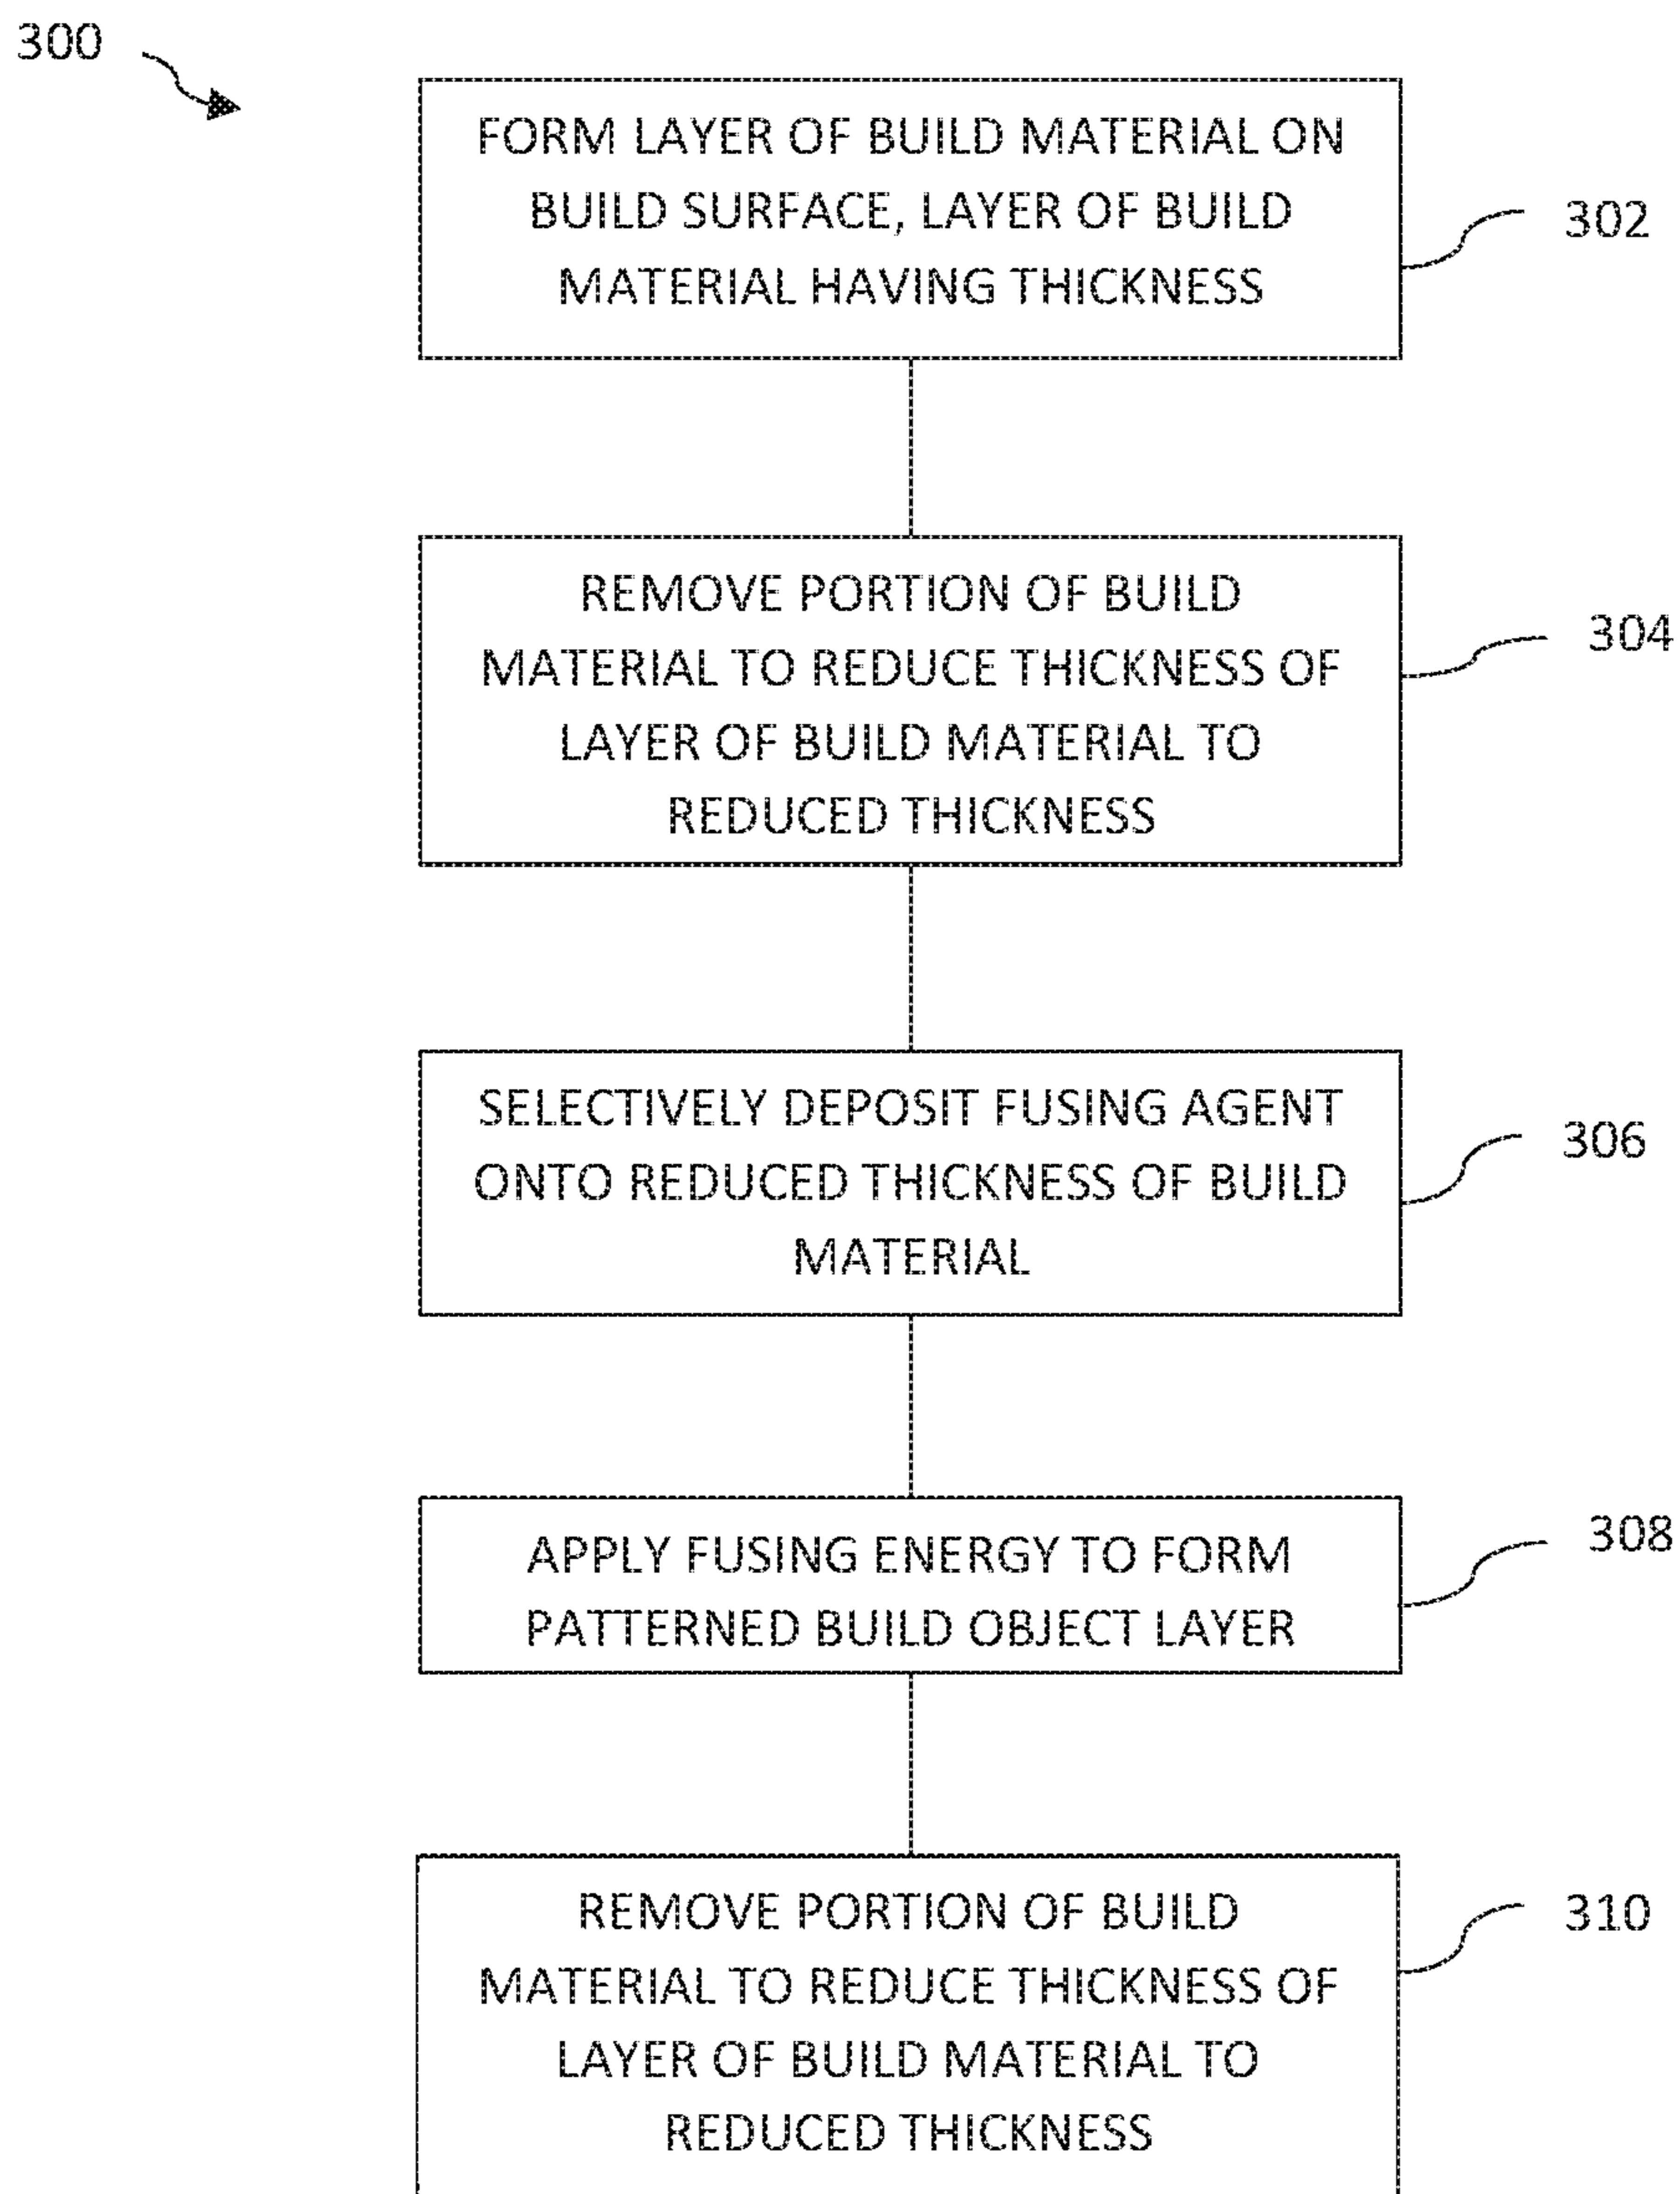 300
FORM LAYER OF BUILD MATERIAL ON
BUILD SURFACE, LAYER OF BUILD
MATERIAL HAVING THICKNESS
302
REMOVE PORTION OF BUILD
MATERIAL TO REDUCE THICKNESS OF
LAYER OF BUILD MATERIAL TO
REDUCED THICKNESS
304
SELECTIVELY DEPOSIT FUSING AGENT
ONTO REDUCED THICKNESS OF BUILD
MATERIAL
306
APPLY FUSING ENERGY TO FORM
PATTERNED BUILD OBJECT LAYER
308
REMOVE PORTION OF BUILD
MATERIAL TO REDUCE THICKNESS OF
LAYER OF BUILD MATERIAL TO
REDUCED THICKNESS
310